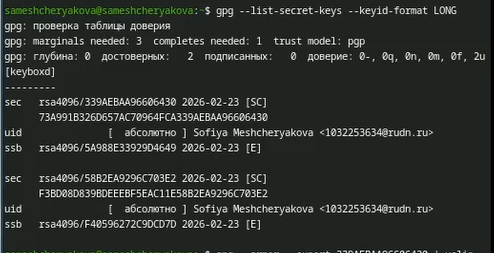 sameshcheryakova@sameshcheryakova:~$ gpg --list-secret-keys --keyid-format LONG
gpg: проверка таблицы доверия
gpg: marginals needed: 3  completes needed: 1  trust model: pgp
gpg: глубина: 0  достоверных:   2  подписанных:   0  доверие: 0-, 0q, 0n, 0m, 0f, 2u
[keyboxd]
---------
sec   rsa4096/339AEBAA96606430 2026-02-23 [SC]
      73A991B326D657AC70964FCA339AEBAA96606430
uid                 [  абсолютно ] Sofiya Meshcheryakova <1032253634@rudn.ru>
ssb   rsa4096/5A988E33929D4649 2026-02-23 [E]
sec   rsa4096/58B2EA9296C703E2 2026-02-23 [SC]
      F3BD08D839BDEEEBF5EAC11E58B2EA9296C703E2
uid                 [  абсолютно ] Sofiya Meshcheryakova <1032253634@rudn.ru>
ssb   rsa4096/F40596272C9DCD7D 2026-02-23 [E]